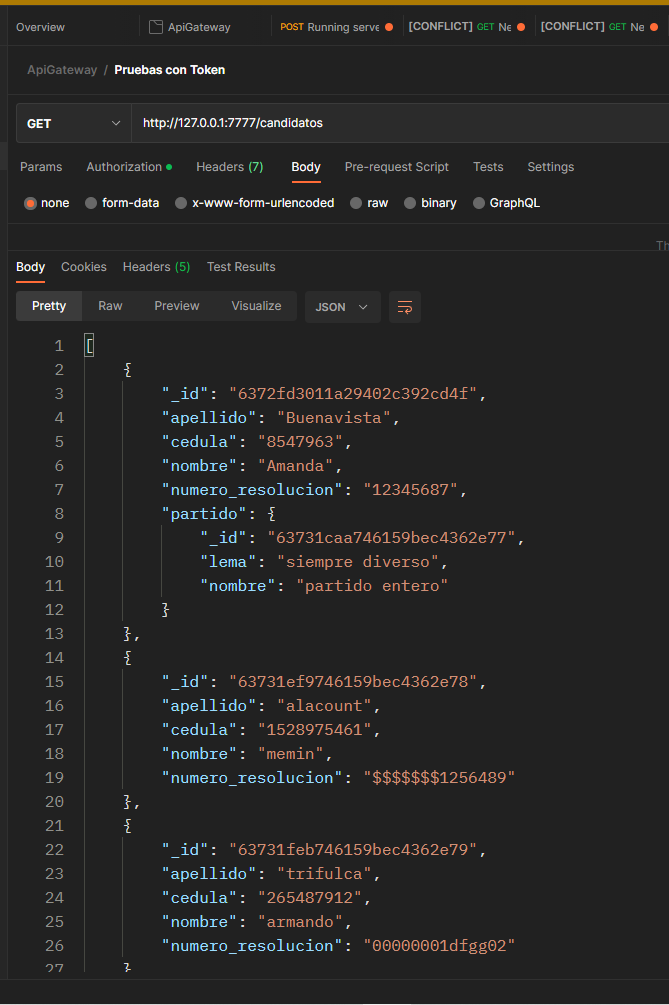 Overview ApiGateway POST Running serve [CONFLICT] GET Ne [CONFLICT] GET Ne
ApiGateway / Pruebas con Token
GET http://127.0.0.1:7777/candidatos
Params Authorization Headers (7) Body Pre-request Script Tests Settings
none form-data x-www-form-urlencoded raw binary GraphQL
Th
Body Cookies Headers (5) Test Results
Pretty Raw Preview Visualize JSON
1 [
2 {
3 "_id": "6372fd3011a29402c392cd4f",
4 "apellido": "Buenavista",
5 "cedula": "8547963",
6 "nombre": "Amanda",
7 "numero_resolucion": "12345687",
8 "partido": {
9 "_id": "63731caa746159bec4362e77",
10 "lema": "siempre diverso",
11 "nombre": "partido entero"
12 }
13 },
14 {
15 "_id": "63731ef9746159bec4362e78",
16 "apellido": "alacount",
17 "cedula": "1528975461",
18 "nombre": "memin",
19 "numero_resolucion": "$$$$$$$1256489"
20 },
21 {
22 "_id": "63731feb746159bec4362e79",
23 "apellido": "trifulca",
24 "cedula": "265487912",
25 "nombre": "armando",
26 "numero_resolucion": "00000001dfgg02"
27 }